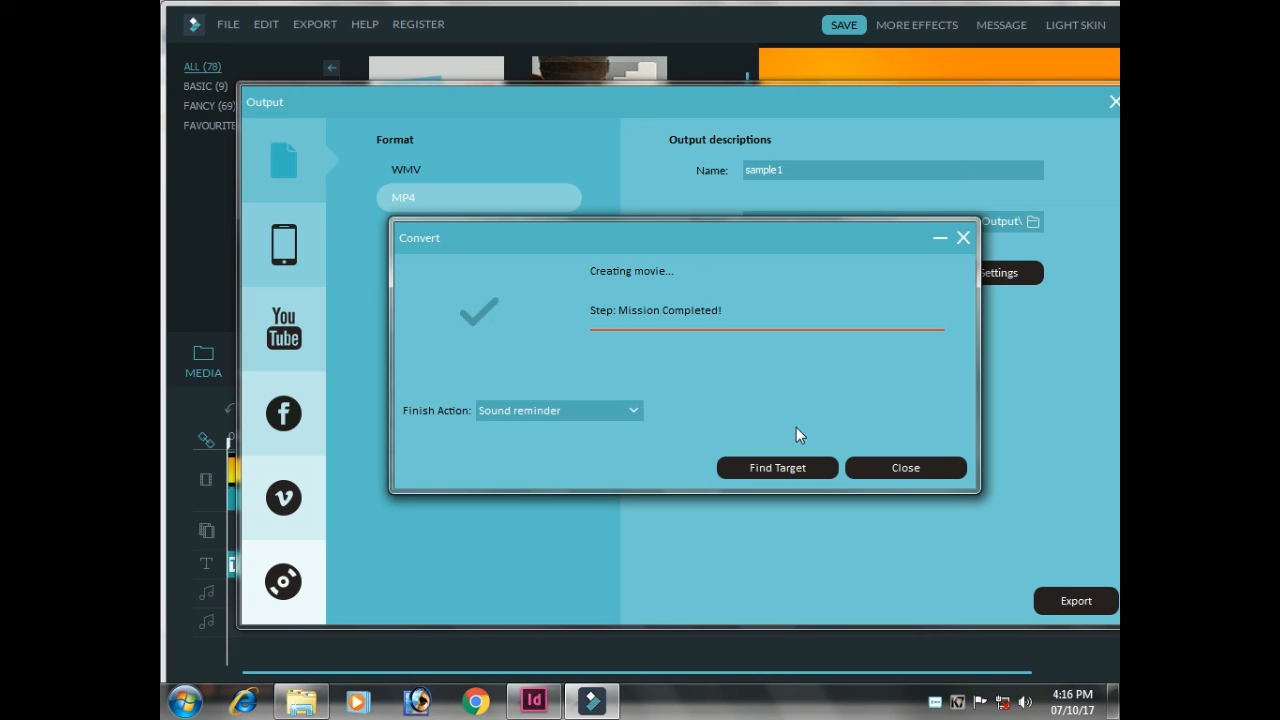 FILE EDIT EXPORT HELP REGISTER SAVE MORE EFFECTS MESSAGE LIGHT SKIN
ALL (78)
BASIC (9)
FANCY (69)
FAVOURITE
Output
Format
Output descriptions
WMV
Name: sample1
MP4
Output\
Convert
Creating movie...
Settings
Step: Mission Completed!
You
Tube
MEDIA
Finish Action: Sound reminder
Find Target Close
Export
T
Id
4:16 PM
07/10/17